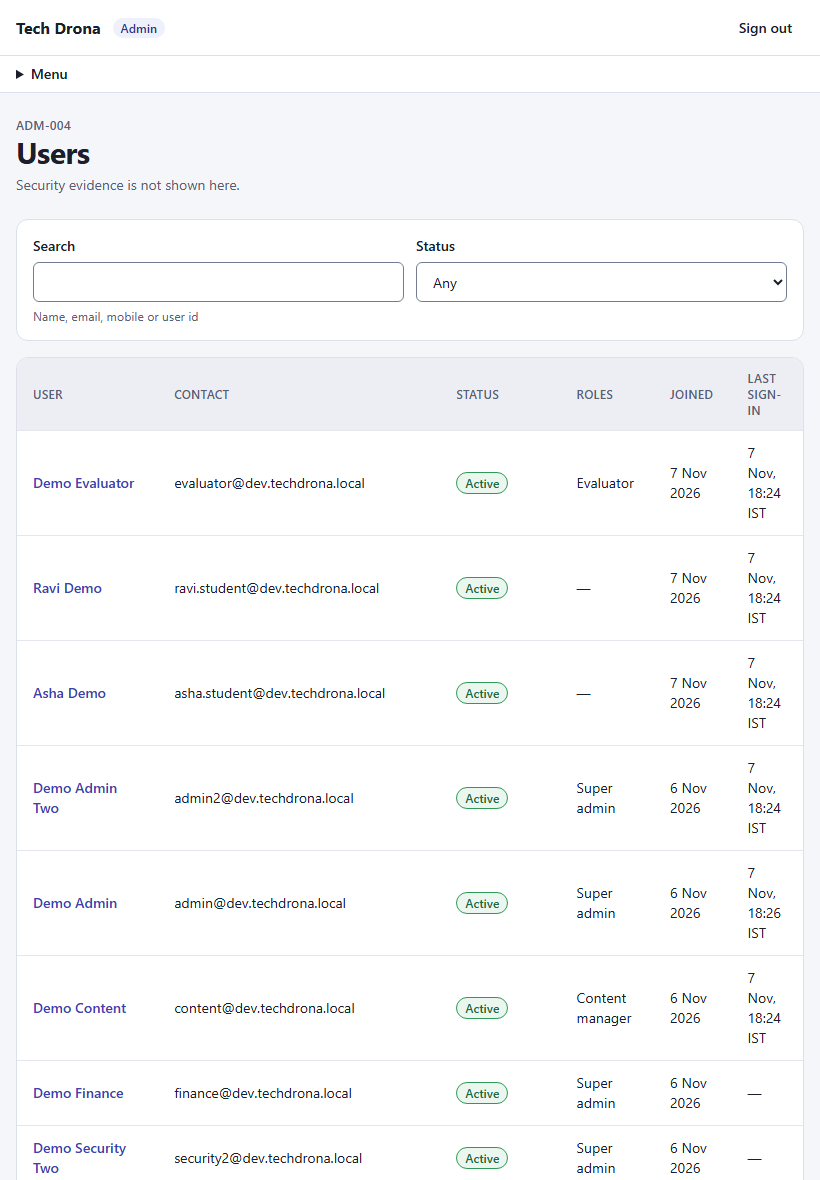 Tech Drona Admin Sign out
Menu
ADM-004
Users
Security evidence is not shown here.
Search Status
Any
Name, email, mobile or user id
USER CONTACT STATUS ROLES JOINED LAST SIGN-IN
Demo Evaluator evaluator@dev.techdrona.local Active Evaluator 7 Nov 2026 7 Nov, 18:24 IST
Ravi Demo ravi.student@dev.techdrona.local Active — 7 Nov 2026 7 Nov, 18:24 IST
Asha Demo asha.student@dev.techdrona.local Active — 7 Nov 2026 7 Nov, 18:24 IST
Demo Admin Two admin2@dev.techdrona.local Active Super admin 6 Nov 2026 7 Nov, 18:24 IST
Demo Admin admin@dev.techdrona.local Active Super admin 6 Nov 2026 7 Nov, 18:26 IST
Demo Content content@dev.techdrona.local Active Content manager 6 Nov 2026 7 Nov, 18:24 IST
Demo Finance finance@dev.techdrona.local Active Super admin 6 Nov 2026 —
Demo Security Two security2@dev.techdrona.local Active Super admin 6 Nov 2026 —